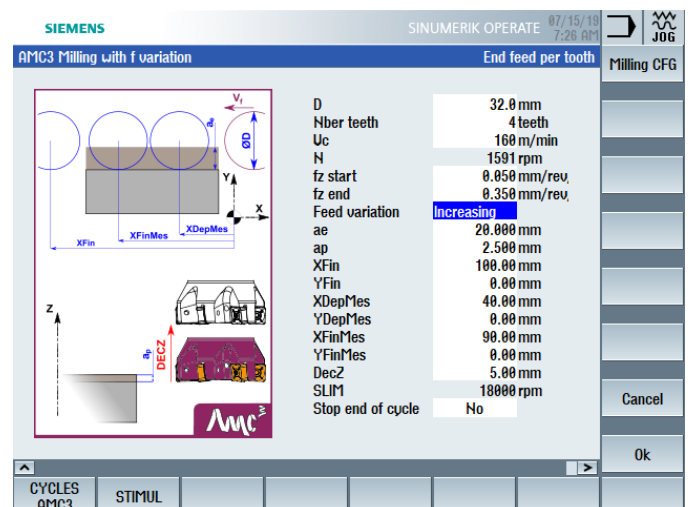 SIEMENS
SINUMERIK OPERATE
07/15/19
7:26 AM
JOG
AMC3 Milling with f variation
End feed per tooth
Milling CFG
Vf
ae
ØD
Y
X
XDepMes
XFinMes
XFin
Z
ap
DECZ
Amc3
D 32.0 mm
Nber teeth 4 teeth
Vc 160 m/min
N 1591 rpm
fz start 0.050 mm/rev,
fz end 0.350 mm/rev,
Feed variation Increasing
ae 20.000 mm
ap 2.500 mm
XFin 100.00 mm
YFin 0.00 mm
XDepMes 40.00 mm
YDepMes 0.00 mm
XFinMes 90.00 mm
YFinMes 0.00 mm
DecZ 5.00 mm
SLIM 18000 rpm
Stop end of cycle No
Cancel
Ok
CYCLES
AMC3
STIMUL